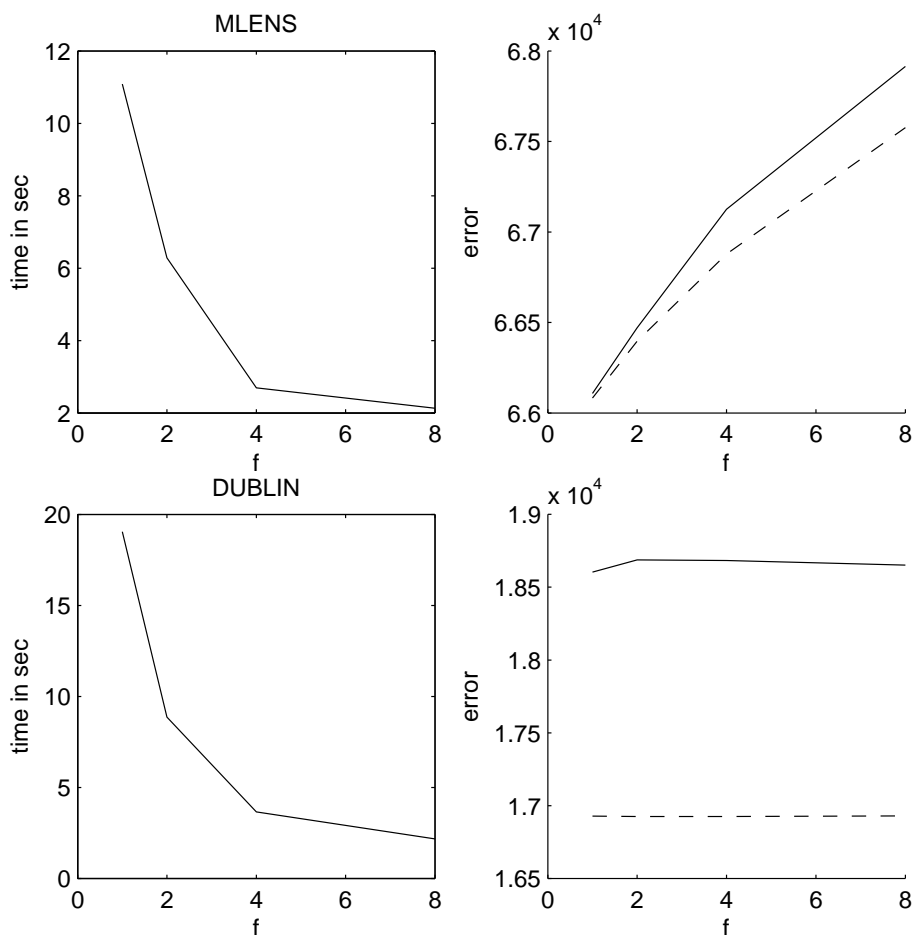 MLENS
12
10
8
6
4
2
time in sec
0 2 4 6 8
f
x 10^4
6.8
6.75
6.7
6.65
6.6
error
0 2 4 6 8
f
DUBLIN
20
15
10
5
0
time in sec
0 2 4 6 8
f
x 10^4
1.9
1.85
1.8
1.75
1.7
1.65
error
0 2 4 6 8
f